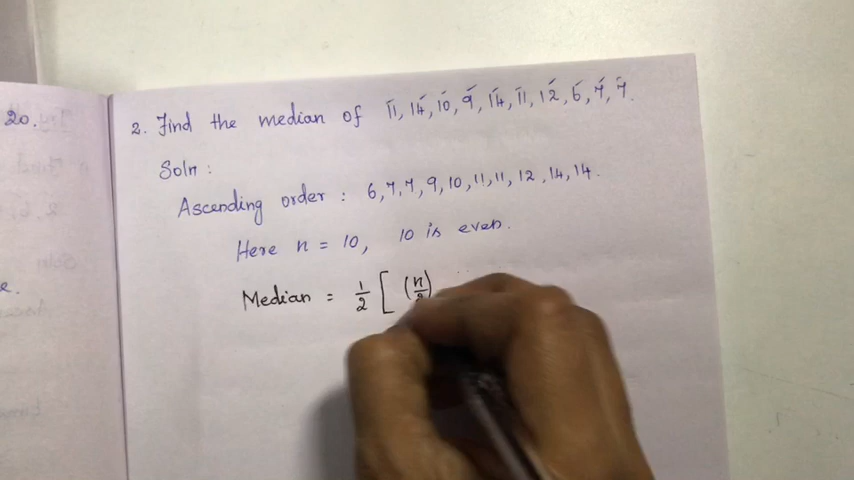 20.
2. Find the median of 11, 14, 10, 9, 14, 11, 12, 6, 7, 7.
Soln :
Ascending order : 6, 7, 7, 9, 10, 11, 11, 12, 14, 14.
Here n = 10, 10 is even.
e.
Median = 1/2 [ (n/2)